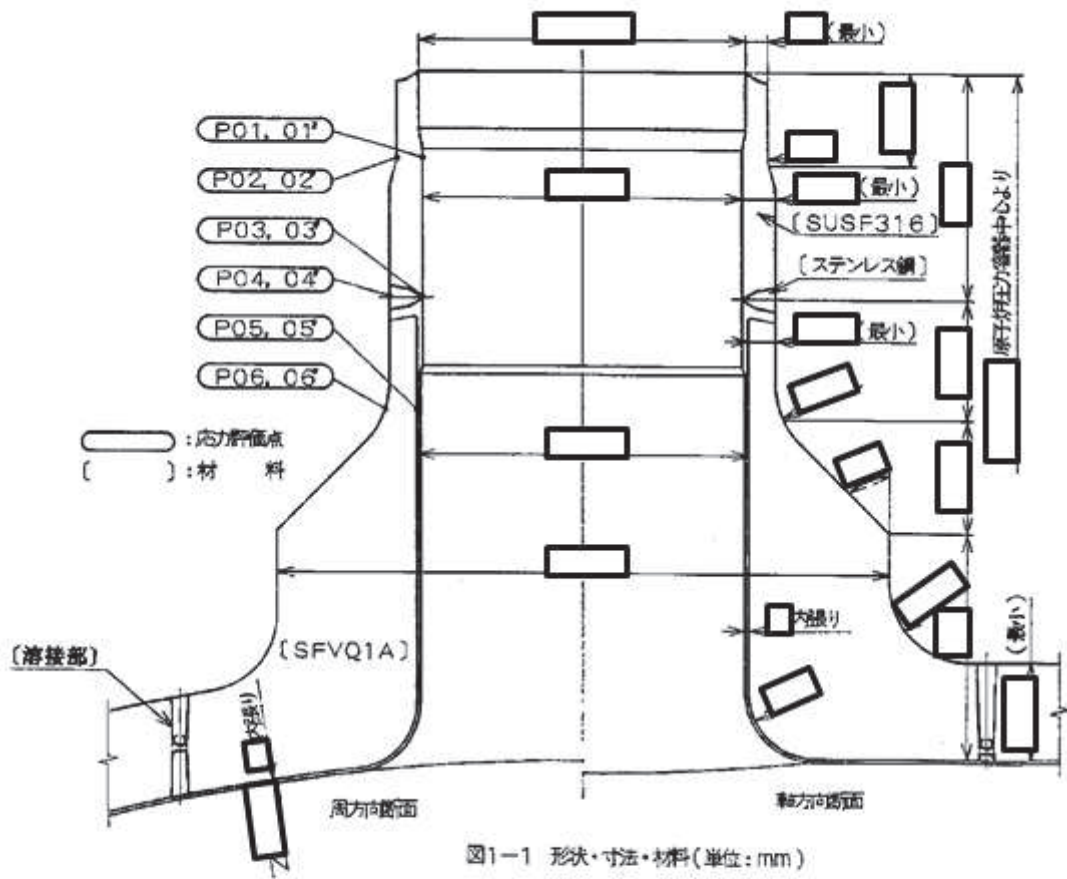 (最小)
P01, 01'
P02, 02'
(最小)
[SUSF316]
P03, 03'
P04, 04'
[ステンレス鋼]
原子炉圧力容器中心より
P05, 05'
(最小)
P06, 06'
: 応力評価点
[ ] : 材 料
内張り
(最小)
[溶接部]
[SFVQ1A]
内張り
周方向断面
軸方向断面
図1-1 形状・寸法・材料(単位:mm)